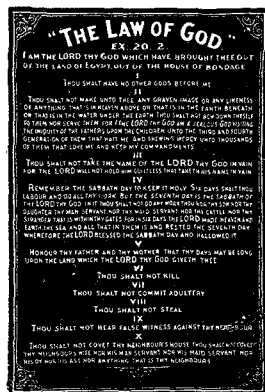 "THE LAW OF GOD"
EX. 20. 2.
I AM THE LORD THY GOD WHICH HAVE BROUGHT THEE OUT
OF THE LAND OF EGYPT, OUT OF THE HOUSE OF BONDAGE
I
THOU SHALT HAVE NO OTHER GODS BEFORE ME
II
THOU SHALT NOT MAKE UNTO THEE ANY GRAVEN IMAGE OR ANY LIKENESS
OF ANYTHING THAT IS IN HEAVEN ABOVE OR THAT IS IN THE EARTH BENEATH
OR THAT IS IN THE WATER UNDER THE EARTH THOU SHALT NOT BOW DOWN THYSELF
TO THEM NOR SERVE THEM FOR I THE LORD THY GOD AM A JEALOUS GOD VISITING
THE INIQUITY OF THE FATHERS UPON THE CHILDREN UNTO THE THIRD AND FOURTH
GENERATION OF THEM THAT HATE ME AND SHEWING MERCY UNTO THOUSANDS
OF THEM THAT LOVE ME AND KEEP MY COMMANDMENTS
III
THOU SHALT NOT TAKE THE NAME OF THE LORD THY GOD IN VAIN
FOR THE LORD WILL NOT HOLD HIM GUILTLESS THAT TAKETH HIS NAME IN VAIN
IV
REMEMBER THE SABBATH DAY TO KEEP IT HOLY SIX DAYS SHALT THOU
LABOUR AND DO ALL THY WORK BUT THE SEVENTH DAY IS THE SABBATH OF
THE LORD THY GOD IN IT THOU SHALT NOT DO ANY WORK THOU NOR THY SON NOR THY
DAUGHTER THY MAN SERVANT NOR THY MAID SERVANT NOR THY CATTLE NOR THY
STRANGER THAT IS WITHIN THY GATES FOR IN SIX DAYS THE LORD MADE HEAVEN AND
EARTH THE SEA AND ALL THAT IN THEM IS AND RESTED THE SEVENTH DAY
WHEREFORE THE LORD BLESSED THE SABBATH DAY AND HALLOWED IT
V
HONOUR THY FATHER AND THY MOTHER THAT THY DAYS MAY BE LONG
UPON THE LAND WHICH THE LORD THY GOD GIVETH THEE
VI
THOU SHALT NOT KILL
VII
THOU SHALT NOT COMMIT ADULTERY
VIII
THOU SHALT NOT STEAL
IX
THOU SHALT NOT BEAR FALSE WITNESS AGAINST THY NEIGHBOUR
X
THOU SHALT NOT COVET THY NEIGHBOUR'S HOUSE THOU SHALT NOT COVET
THY NEIGHBOURS WIFE NOR HIS MAN SERVANT NOR HIS MAID SERVANT NOR
HIS OX NOR HIS ASS NOR ANYTHING THAT IS THY NEIGHBOURS